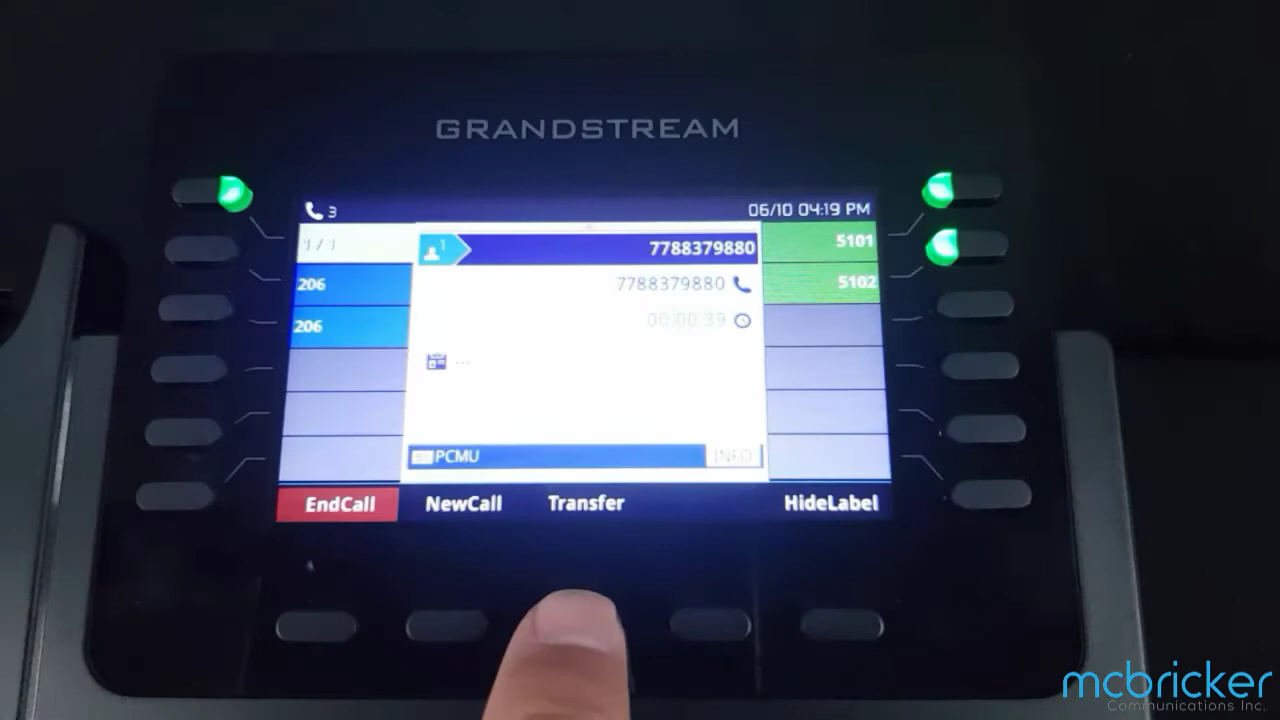 GRANDSTREAM
3
06/10 04:19 PM
1/1
1
7788379880
5101
206
7788379880
5102
206
00:00:39
...
PCMU
INFO
EndCall
NewCall
Transfer
HideLabel
mcbricker
Communications Inc.